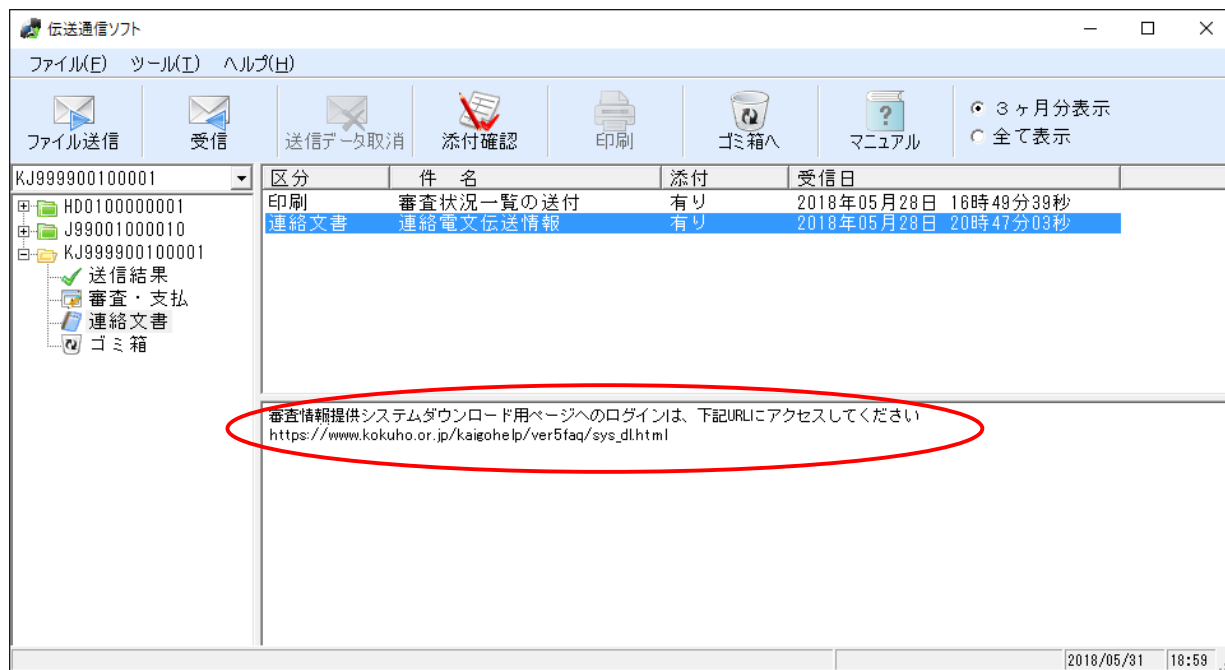 伝送通信ソフト
ファイル(F) ツール(T) ヘルプ(H)
ファイル送信 受信 送信データ取消 添付確認 印刷 ゴミ箱へ マニュアル
3ヶ月分表示
全て表示
KJ999900100001
HD0100000001
J99001000010
KJ999900100001
送信結果
審査・支払
連絡文書
ゴミ箱
区分 件 名 添付 受信日
印刷 審査状況一覧の送付 有り 2018年05月28日 16時49分39秒
連絡文書 連絡電文伝送情報 有り 2018年05月28日 20時47分03秒
審査情報提供システムダウンロード用ページへのログインは、下記URLにアクセスしてください
https://www.kokuho.or.jp/kaigohelp/ver5faq/sys_dl.html
2018/05/31 18:59